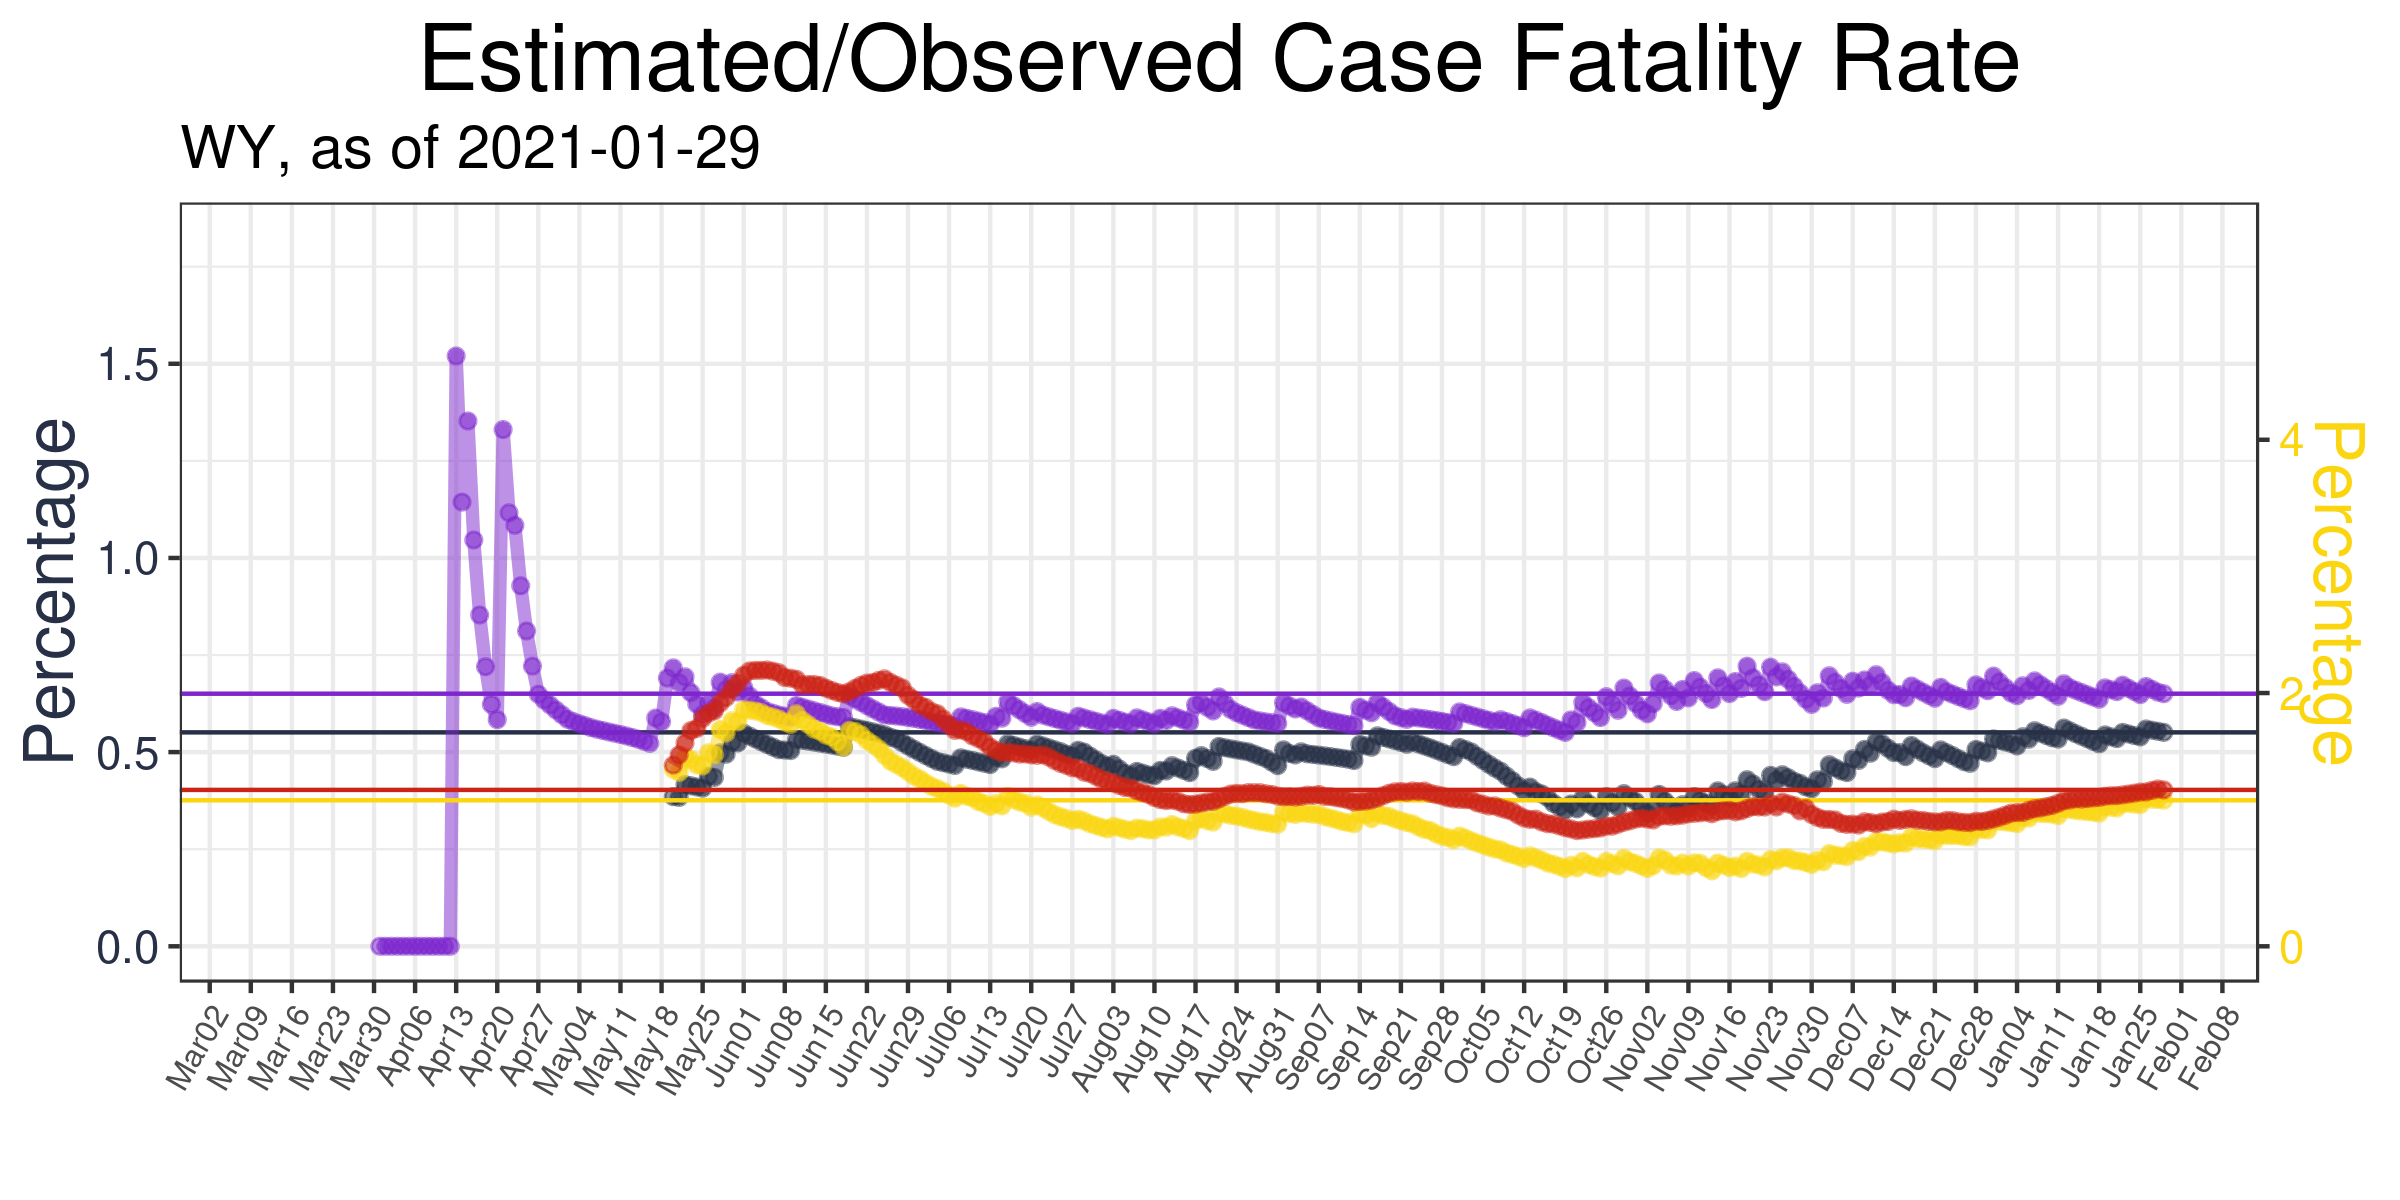 Estimated/Observed Case Fatality Rate
WY, as of 2021-01-29
Percentage
1.5
1.0
0.5
0.0
4
2
0
Percentage
Mar02 Mar09 Mar16 Mar23 Mar30 Apr06 Apr13 Apr20 Apr27 May04 May11 May18 May25 Jun01 Jun08 Jun15 Jun22 Jun29 Jul06 Jul13 Jul20 Jul27 Aug03 Aug10 Aug17 Aug24 Aug31 Sep07 Sep14 Sep21 Sep28 Oct05 Oct12 Oct19 Oct26 Nov02 Nov09 Nov16 Nov23 Nov30 Dec07 Dec14 Dec21 Dec28 Jan04 Jan11 Jan18 Jan25 Feb01 Feb08